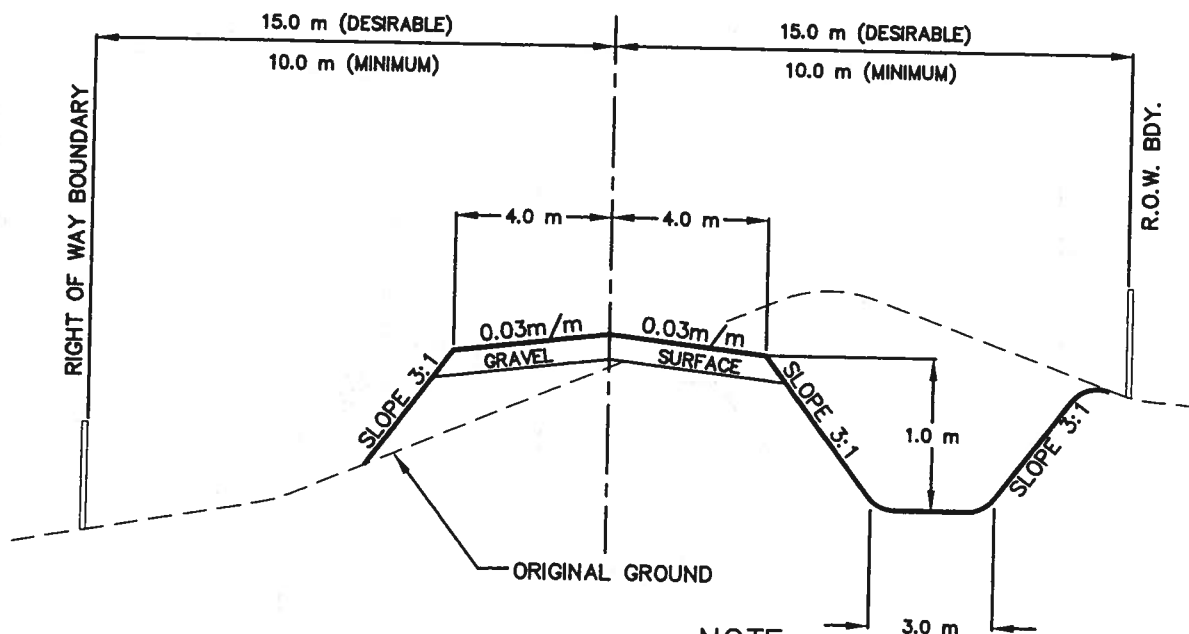 15.0 m (DESIRABLE)
10.0 m (MINIMUM)
15.0 m (DESIRABLE)
10.0 m (MINIMUM)
RIGHT OF WAY BOUNDARY
R.O.W. BDY.
4.0 m
4.0 m
0.03m/m
0.03m/m
GRAVEL
SURFACE
SLOPE 3:1
SLOPE 3:1
1.0 m
SLOPE 3:1
ORIGINAL GROUND
NOTE
3.0 m